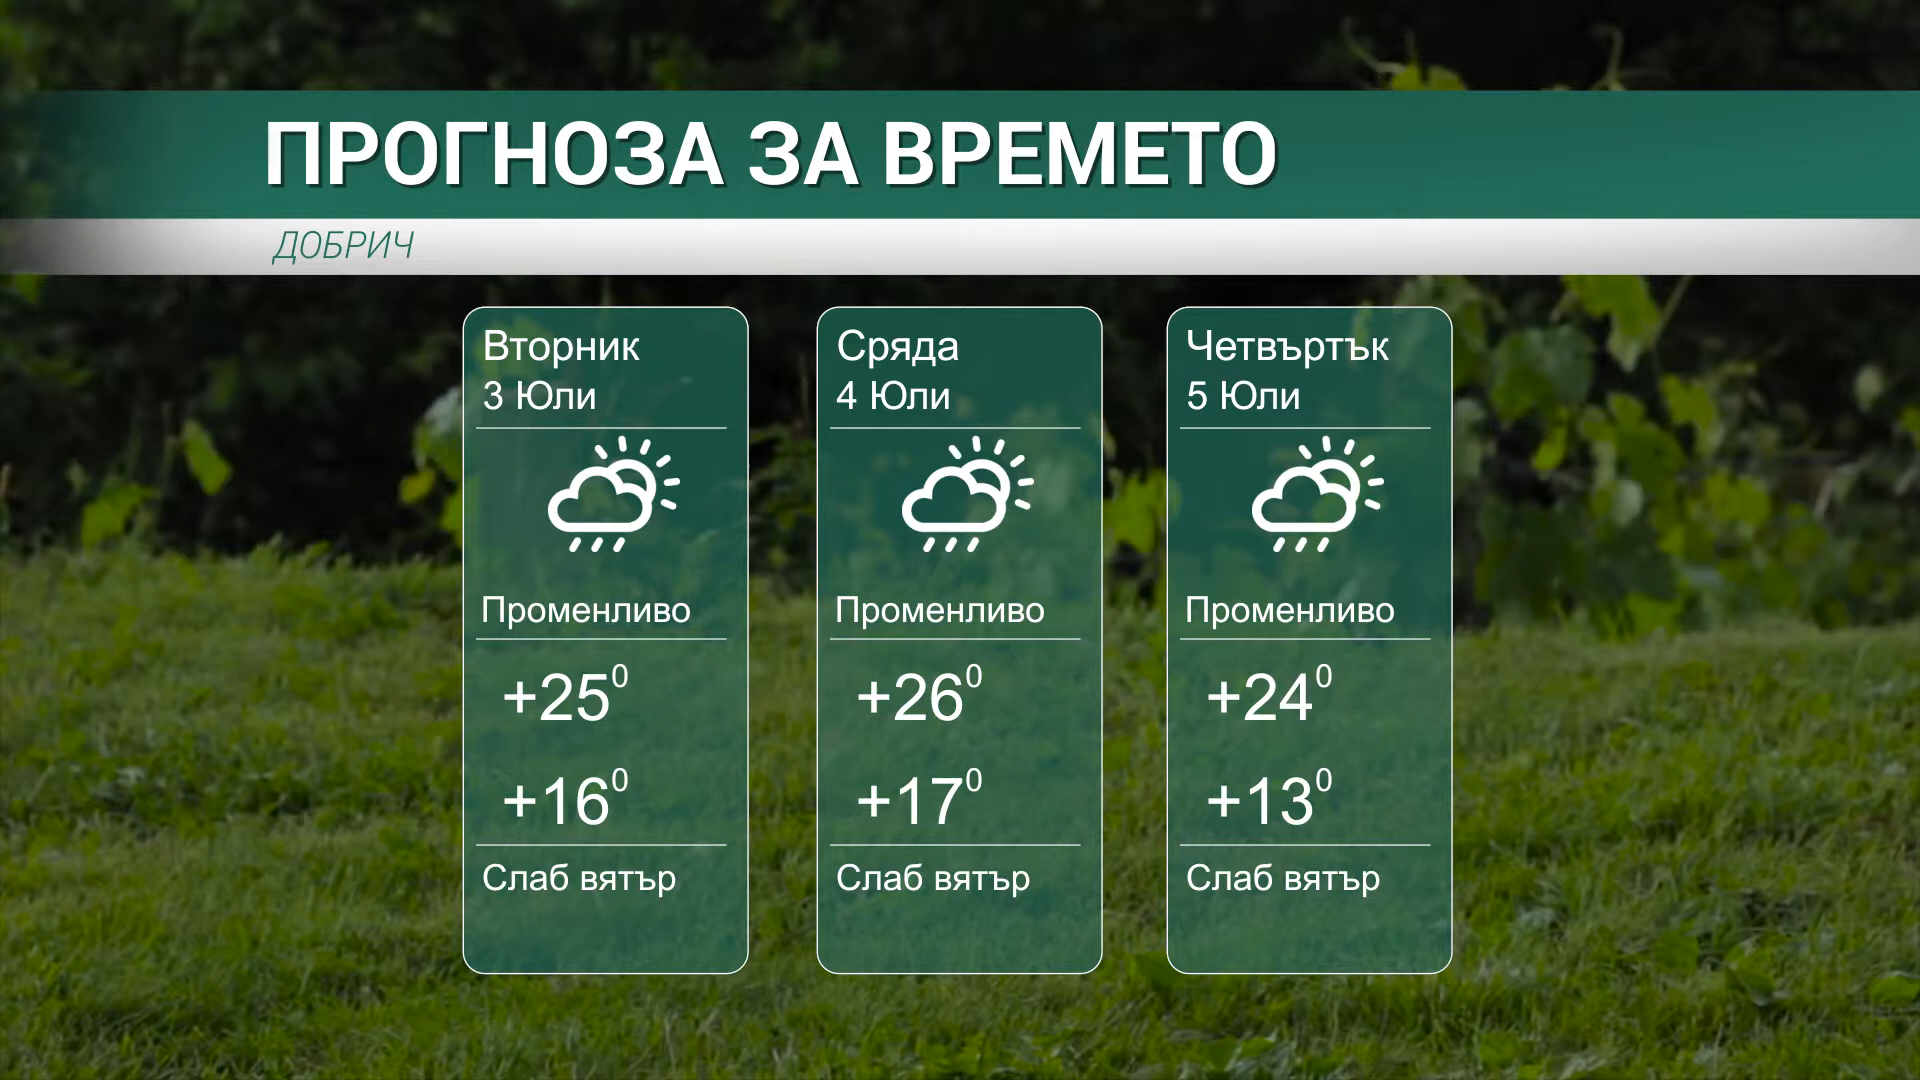 ПРОГНОЗА ЗА ВРЕМЕТО
ДОБРИЧ
Вторник
3 Юли
Променливо
+25⁰
+16⁰
Слаб вятър
Сряда
4 Юли
Променливо
+26⁰
+17⁰
Слаб вятър
Четвъртък
5 Юли
Променливо
+24⁰
+13⁰
Слаб вятър